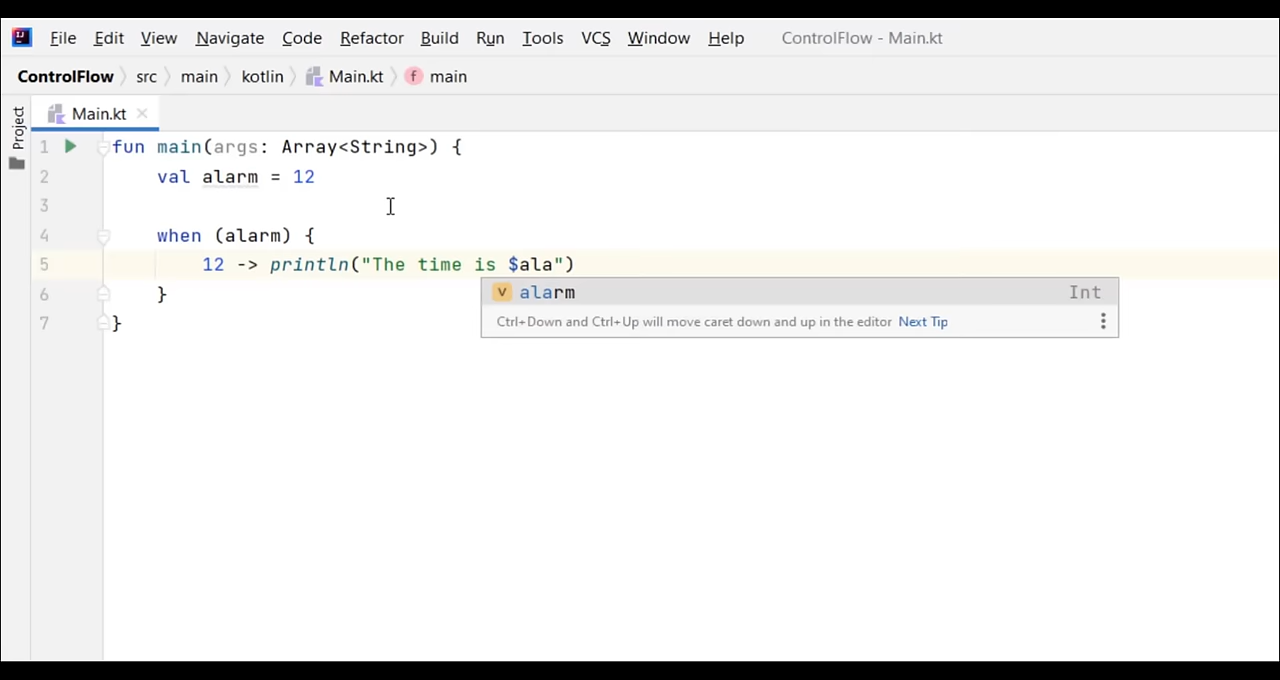 File Edit View Navigate Code Refactor Build Run Tools VCS Window Help ControlFlow - Main.kt
ControlFlow src main kotlin Main.kt f main
Project
Main.kt
1 fun main(args: Array<String>) {
2 val alarm = 12
3
4 when (alarm) {
5 12 -> println("The time is $ala")
6 }
7 }
v alarm Int
Ctrl+Down and Ctrl+Up will move caret down and up in the editor Next Tip